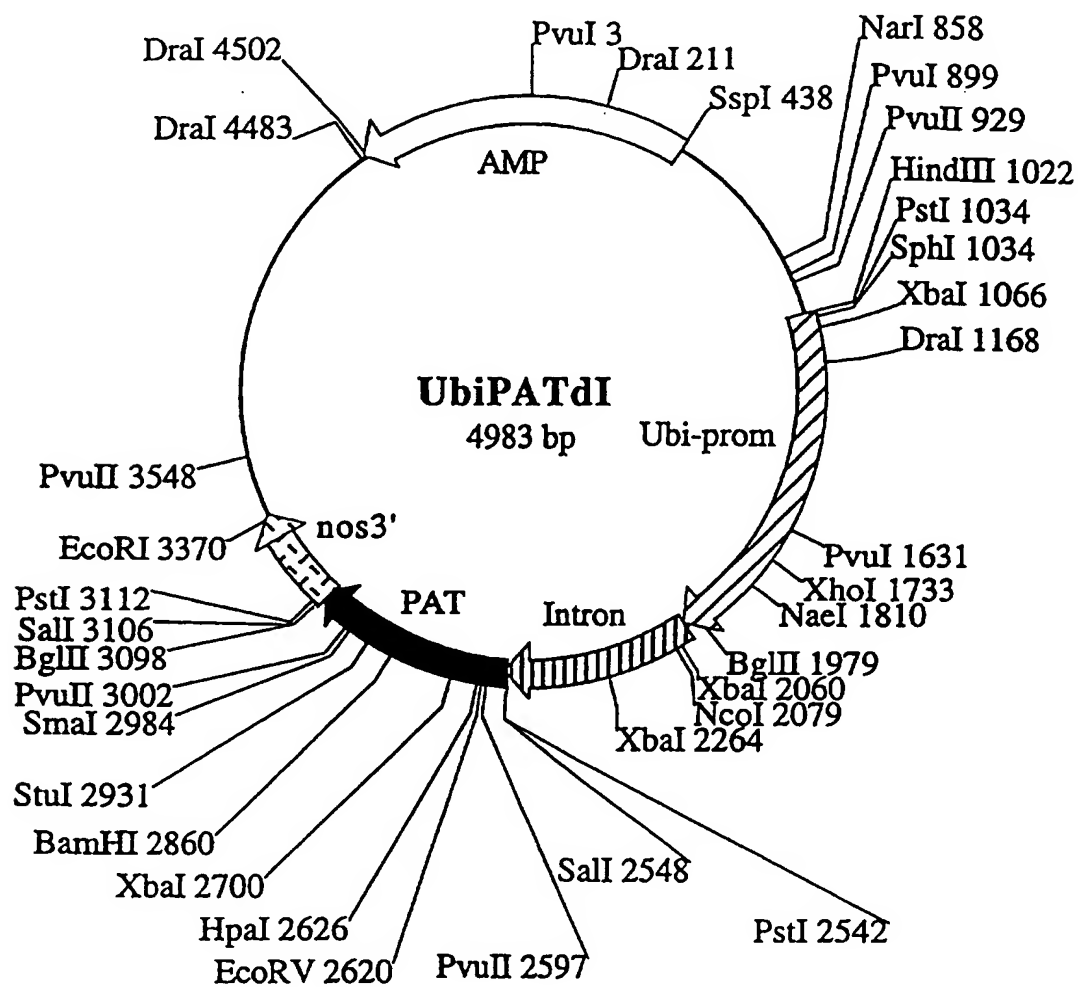 PvuI 3
DraI 211
SspI 438
NarI 858
PvuI 899
PvuII 929
HindIII 1022
PstI 1034
SphI 1034
XbaI 1066
DraI 1168
Ubi-prom
PvuI 1631
XhoI 1733
NaeI 1810
BglII 1979
XbaI 2060
NcoI 2079
XbaI 2264
Intron
PstI 2542
SalI 2548
PvuII 2597
EcoRV 2620
HpaI 2626
XbaI 2700
BamHI 2860
StuI 2931
SmaI 2984
PvuII 3002
BglII 3098
SalI 3106
PstI 3112
PAT
nos3'
EcoRI 3370
PvuII 3548
DraI 4483
DraI 4502
AMP
UbiPATdI
4983 bp